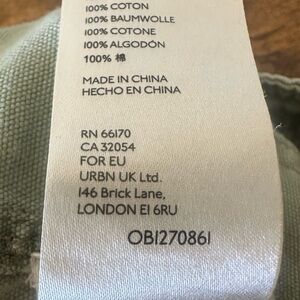 100% COTON
100% BAUMWOLLE
100% COTONE
100% ALGODÓN
100% 棉
MADE IN CHINA
HECHO EN CHINA
RN 66170
CA 32054
FOR EU
URBN UK Ltd.
146 Brick Lane,
LONDON E1 6RU
OB1270861